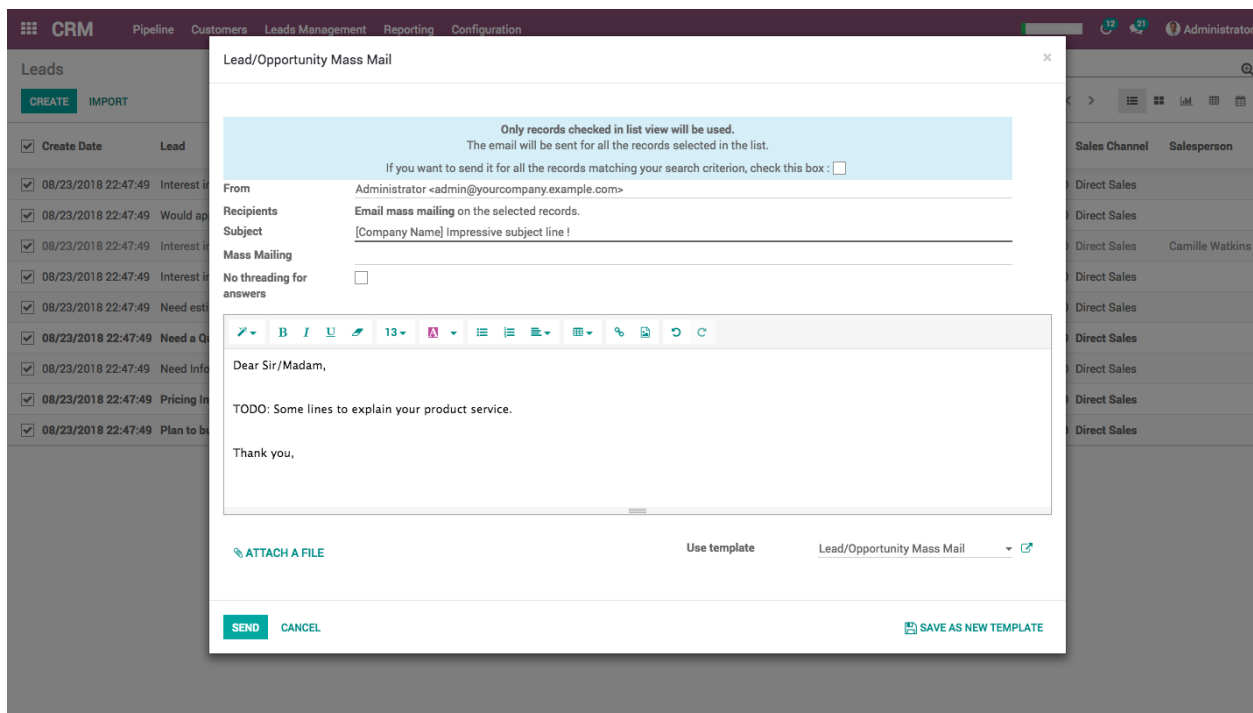 CRM Pipeline Customers Leads Management Reporting Configuration 12 21 Administrator
Leads
CREATE IMPORT
Lead/Opportunity Mass Mail ×
Only records checked in list view will be used.
The email will be sent for all the records selected in the list.
If you want to send it for all the records matching your search criterion, check this box :
From Administrator <admin@yourcompany.example.com>
Recipients Email mass mailing on the selected records.
Subject [Company Name] Impressive subject line !
Mass Mailing
No threading for
answers
B I U 13 A
Dear Sir/Madam,
TODO: Some lines to explain your product service.
Thank you,
ATTACH A FILE Use template Lead/Opportunity Mass Mail
SEND CANCEL SAVE AS NEW TEMPLATE
Create Date Lead Sales Channel Salesperson
08/23/2018 22:47:49 Interest Direct Sales
08/23/2018 22:47:49 Would Direct Sales
08/23/2018 22:47:49 Interest Direct Sales Camille Watkins
08/23/2018 22:47:49 Interest Direct Sales
08/23/2018 22:47:49 Need Direct Sales
08/23/2018 22:47:49 Need a Direct Sales
08/23/2018 22:47:49 Need Direct Sales
08/23/2018 22:47:49 Pricing Direct Sales
08/23/2018 22:47:49 Plan to Direct Sales